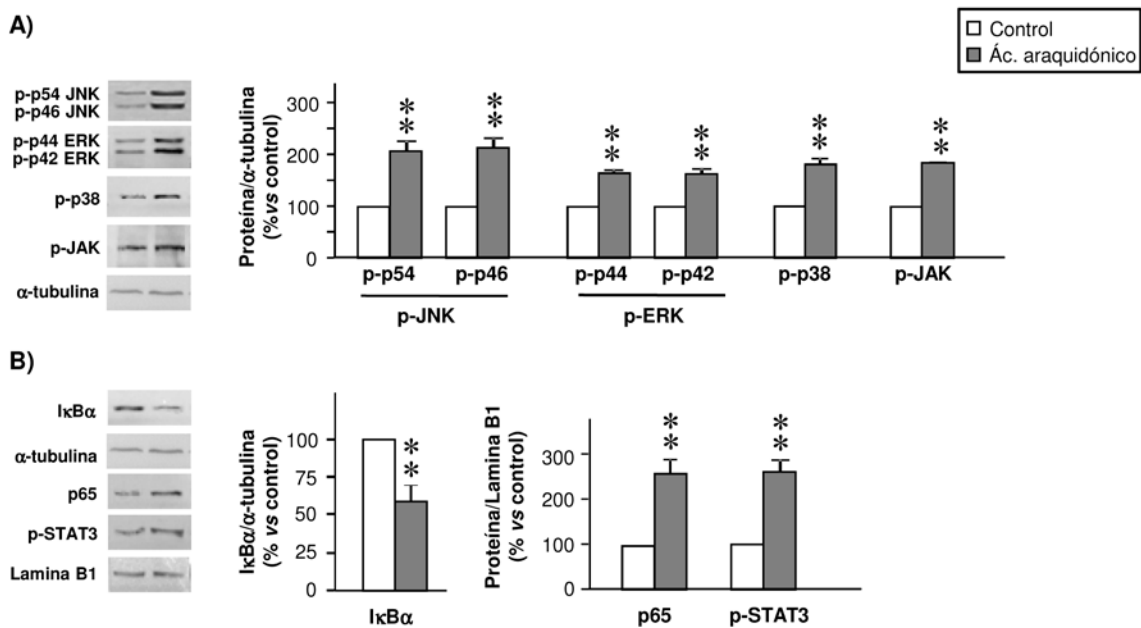 A)
Control
Ác. araquidónico
p-p54 JNK
p-p46 JNK
p-p44 ERK
p-p42 ERK
p-p38
p-JAK
α-tubulina
Proteína/α-tubulina
(%vs control)
300
200
100
0
** ** ** ** ** **
p-p54 p-p46 p-p44 p-p42 p-p38 p-JAK
p-JNK p-ERK
B)
IκBα
α-tubulina
p65
p-STAT3
Lamina B1
IκBα/α-tubulina
(% vs control)
100
75
50
25
0
**
IκBα
Proteína/Lamina B1
(% vs control)
300
200
100
0
** **
p65 p-STAT3